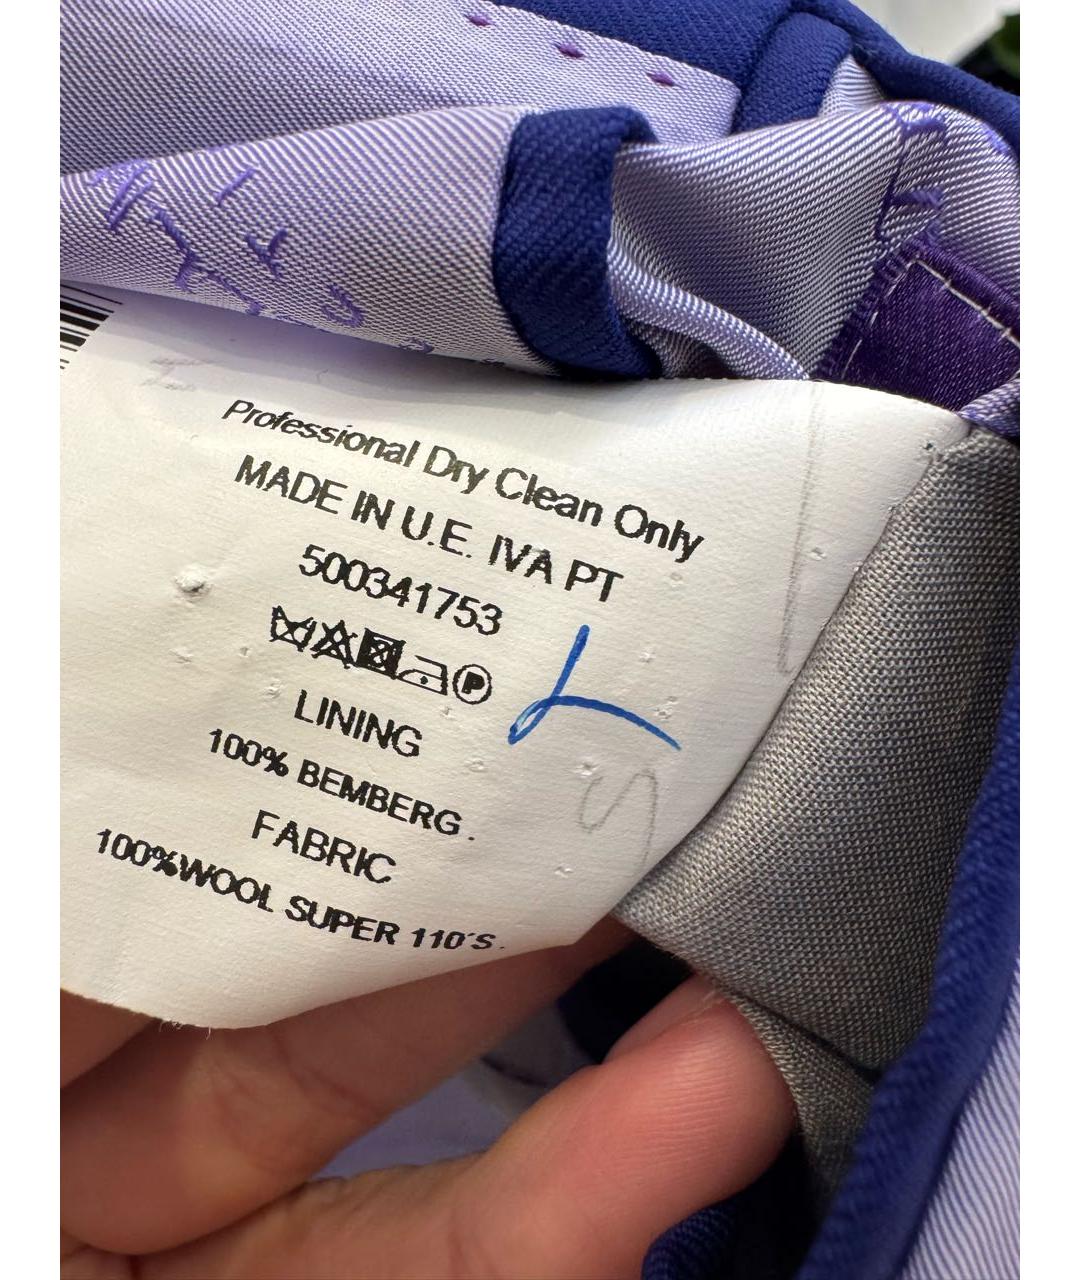 Professional Dry Clean Only
MADE IN U.E. IVA PT
500341753
P
LINING
100% BEMBERG.
FABRIC
100%WOOL SUPER 110'S.